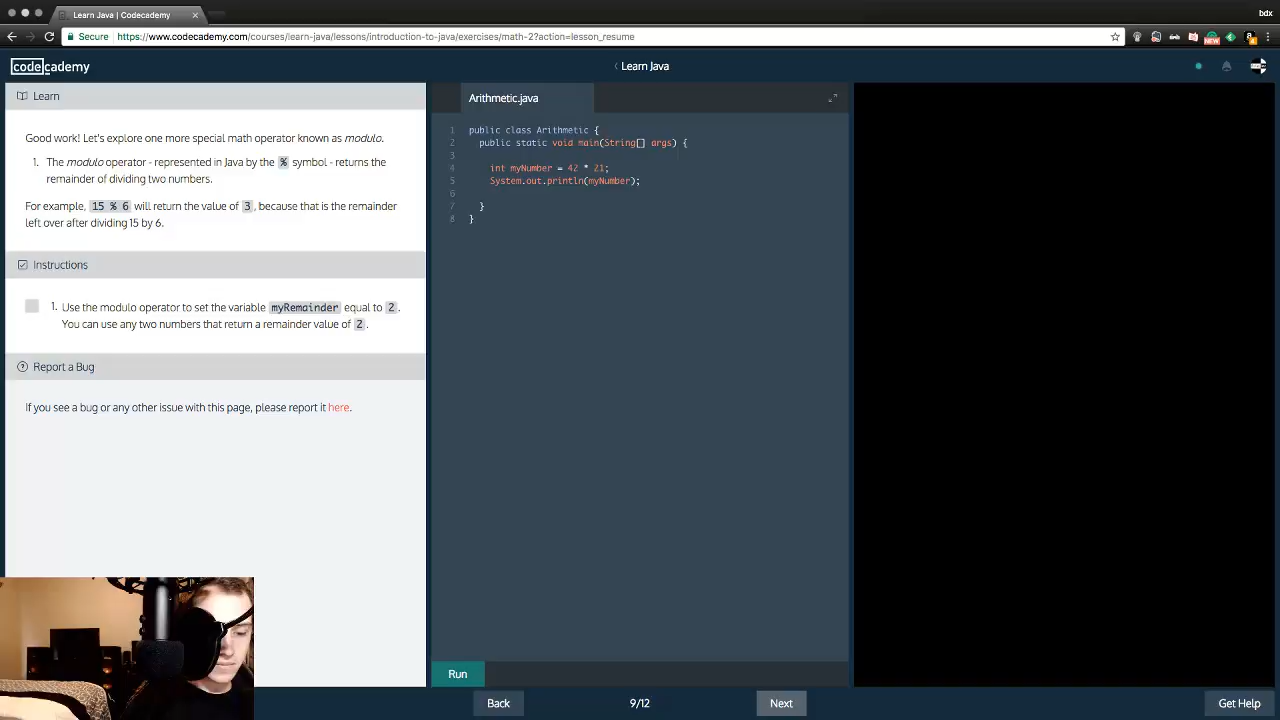 Learn Java | Codecademy
bdx
Secure https://www.codecademy.com/courses/learn-java/lessons/introduction-to-java/exercises/math-2?action=lesson_resume
NEW
codecademy
Learn Java
Learn
Good work! Let's explore one more special math operator known as modulo.
1. The modulo operator - represented in Java by the % symbol - returns the
remainder of dividing two numbers.
For example, 15 % 6 will return the value of 3, because that is the remainder
left over after dividing 15 by 6.
Instructions
1. Use the modulo operator to set the variable myRemainder equal to 2.
You can use any two numbers that return a remainder value of 2.
Report a Bug
If you see a bug or any other issue with this page, please report it here.
Arithmetic.java
1 public class Arithmetic {
2 public static void main(String[] args) {
3
4 int myNumber = 42 * 21;
5 System.out.println(myNumber);
6
7 }
8 }
Run
Back
9/12
Next
Get Help